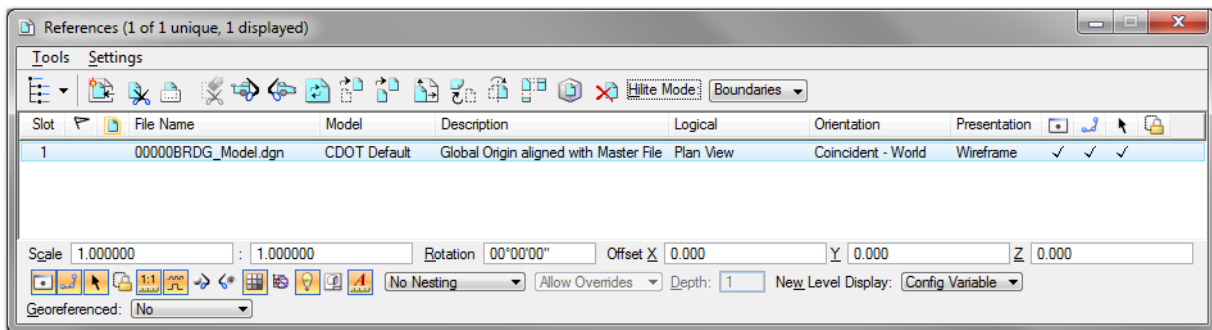 References (1 of 1 unique, 1 displayed)
Tools Settings
Hilite Mode: Boundaries
Slot File Name Model Description Logical Orientation Presentation
1 00000BRDG_Model.dgn CDOT Default Global Origin aligned with Master File Plan View Coincident - World Wireframe
Scale 1.000000 : 1.000000 Rotation 00°00'00" Offset X 0.000 Y 0.000 Z 0.000
1:1 A No Nesting Allow Overrides Depth: 1 New Level Display: Config Variable
Georeferenced: No